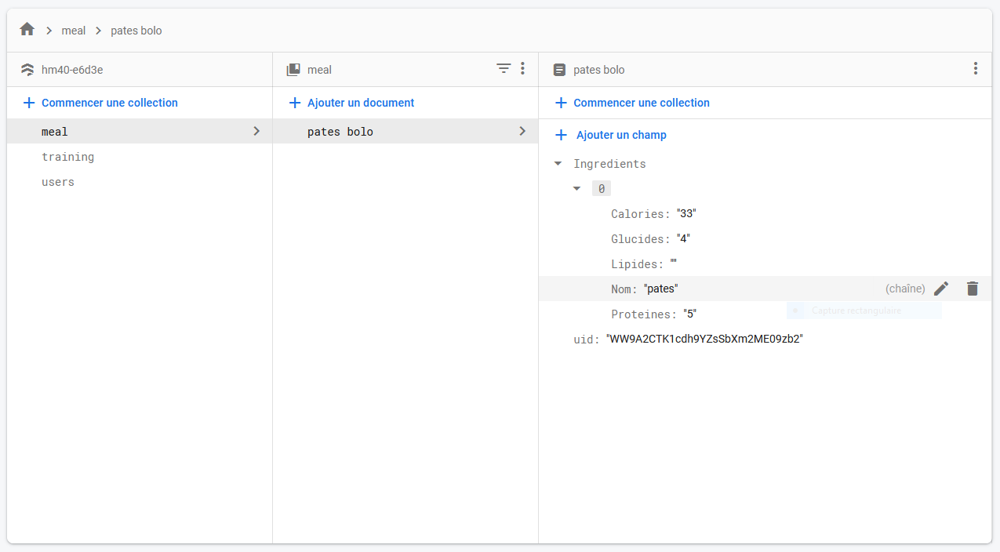 meal pates bolo
hm40-e6d3e
Commencer une collection
meal
training
users
meal
Ajouter un document
pates bolo
pates bolo
Commencer une collection
Ajouter un champ
Ingredients
0
Calories: "33"
Glucides: "4"
Lipides: ""
Nom: "pates" (chaîne)
Capture rectangulaire
Proteines: "5"
uid: "WW9A2CTK1cdh9YZsSbXm2ME09zb2"